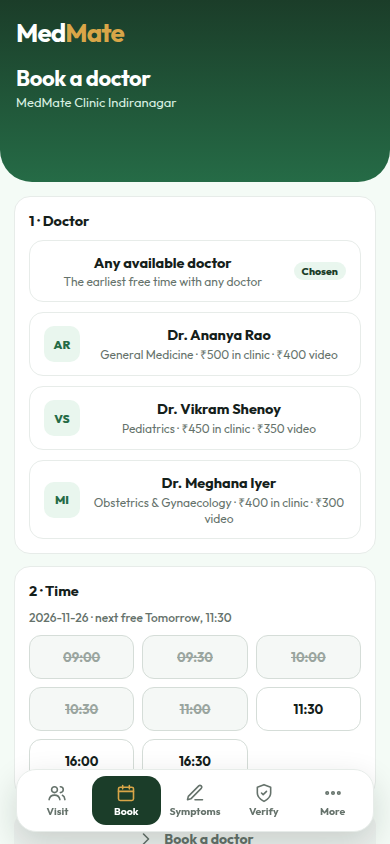 MedMate
Book a doctor
MedMate Clinic Indiranagar
1 · Doctor
Any available doctor
The earliest free time with any doctor
Chosen
AR
Dr. Ananya Rao
General Medicine · ₹500 in clinic · ₹400 video
VS
Dr. Vikram Shenoy
Pediatrics · ₹450 in clinic · ₹350 video
MI
Dr. Meghana Iyer
Obstetrics & Gynaecology · ₹400 in clinic · ₹300
video
2 · Time
2026-11-26 · next free Tomorrow, 11:30
09:00 09:30 10:00
10:30 11:00 11:30
16:00 16:30
Visit Book Symptoms Verify More
Book a doctor